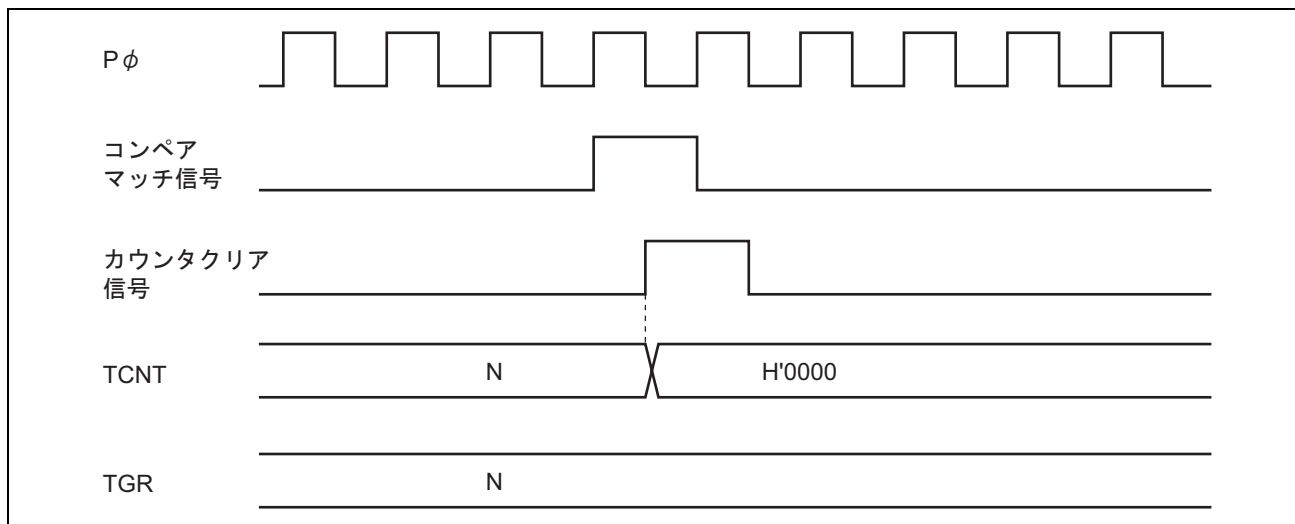 Pφ
コンペア
マッチ信号
カウンタクリア
信号
TCNT
N
H'0000
TGR
N